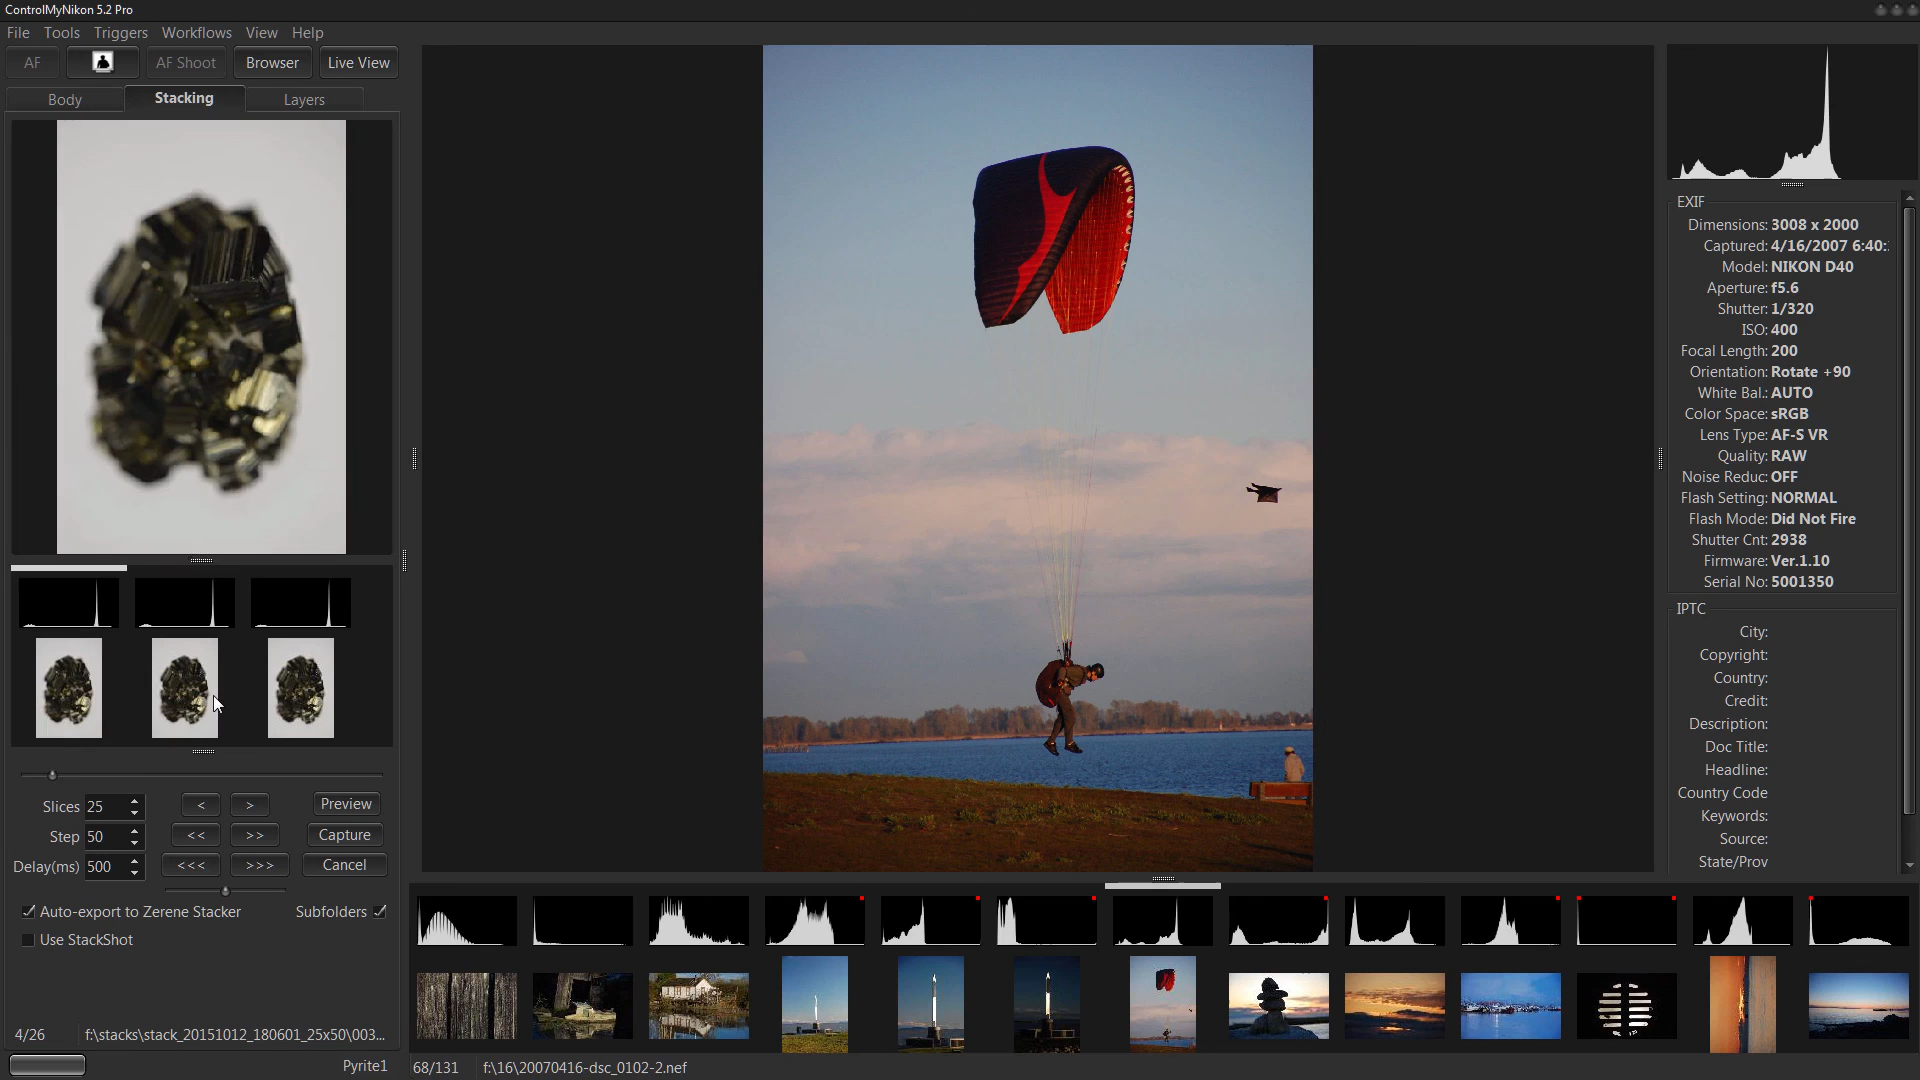 ControlMyNikon 5.2 Pro
File Tools Triggers Workflows View Help
AF AF Shoot Browser Live View
Body Stacking Layers
Slices 25 < > Preview
Step 50 << >> Capture
Delay(ms) 500 <<< >>> Cancel
Auto-export to Zerene Stacker Subfolders
Use StackShot
4/26 f:\stacks\stack_20151012_180601_25x50\003...
Pyrite1
68/131 f:\16\20070416-dsc_0102-2.nef
EXIF
Dimensions: 3008 x 2000
Captured: 4/16/2007 6:40:
Model: NIKON D40
Aperture: f5.6
Shutter: 1/320
ISO: 400
Focal Length: 200
Orientation: Rotate +90
White Bal.: AUTO
Color Space: sRGB
Lens Type: AF-S VR
Quality: RAW
Noise Reduc: OFF
Flash Setting: NORMAL
Flash Mode: Did Not Fire
Shutter Cnt: 2938
Firmware: Ver.1.10
Serial No: 5001350
IPTC
City:
Copyright:
Country:
Credit:
Description:
Doc Title:
Headline:
Country Code
Keywords:
Source:
State/Prov